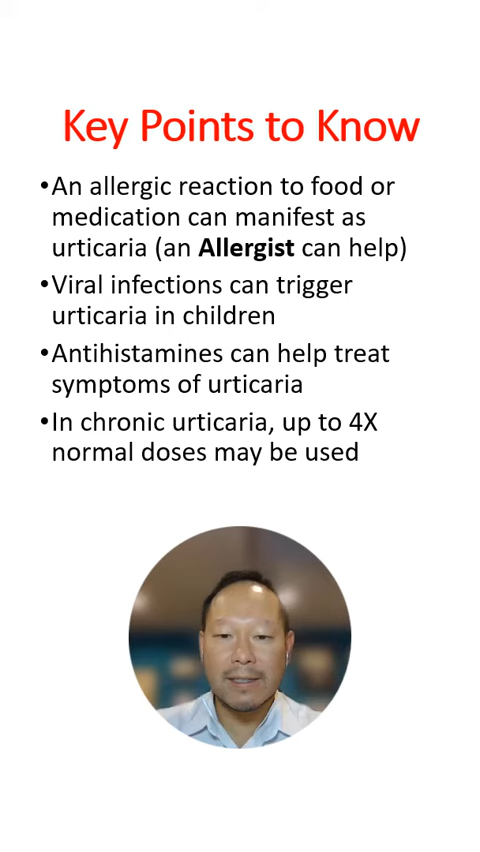 Key Points to Know
•An allergic reaction to food or
medication can manifest as
urticaria (an Allergist can help)
•Viral infections can trigger
urticaria in children
•Antihistamines can help treat
symptoms of urticaria
•In chronic urticaria, up to 4X
normal doses may be used